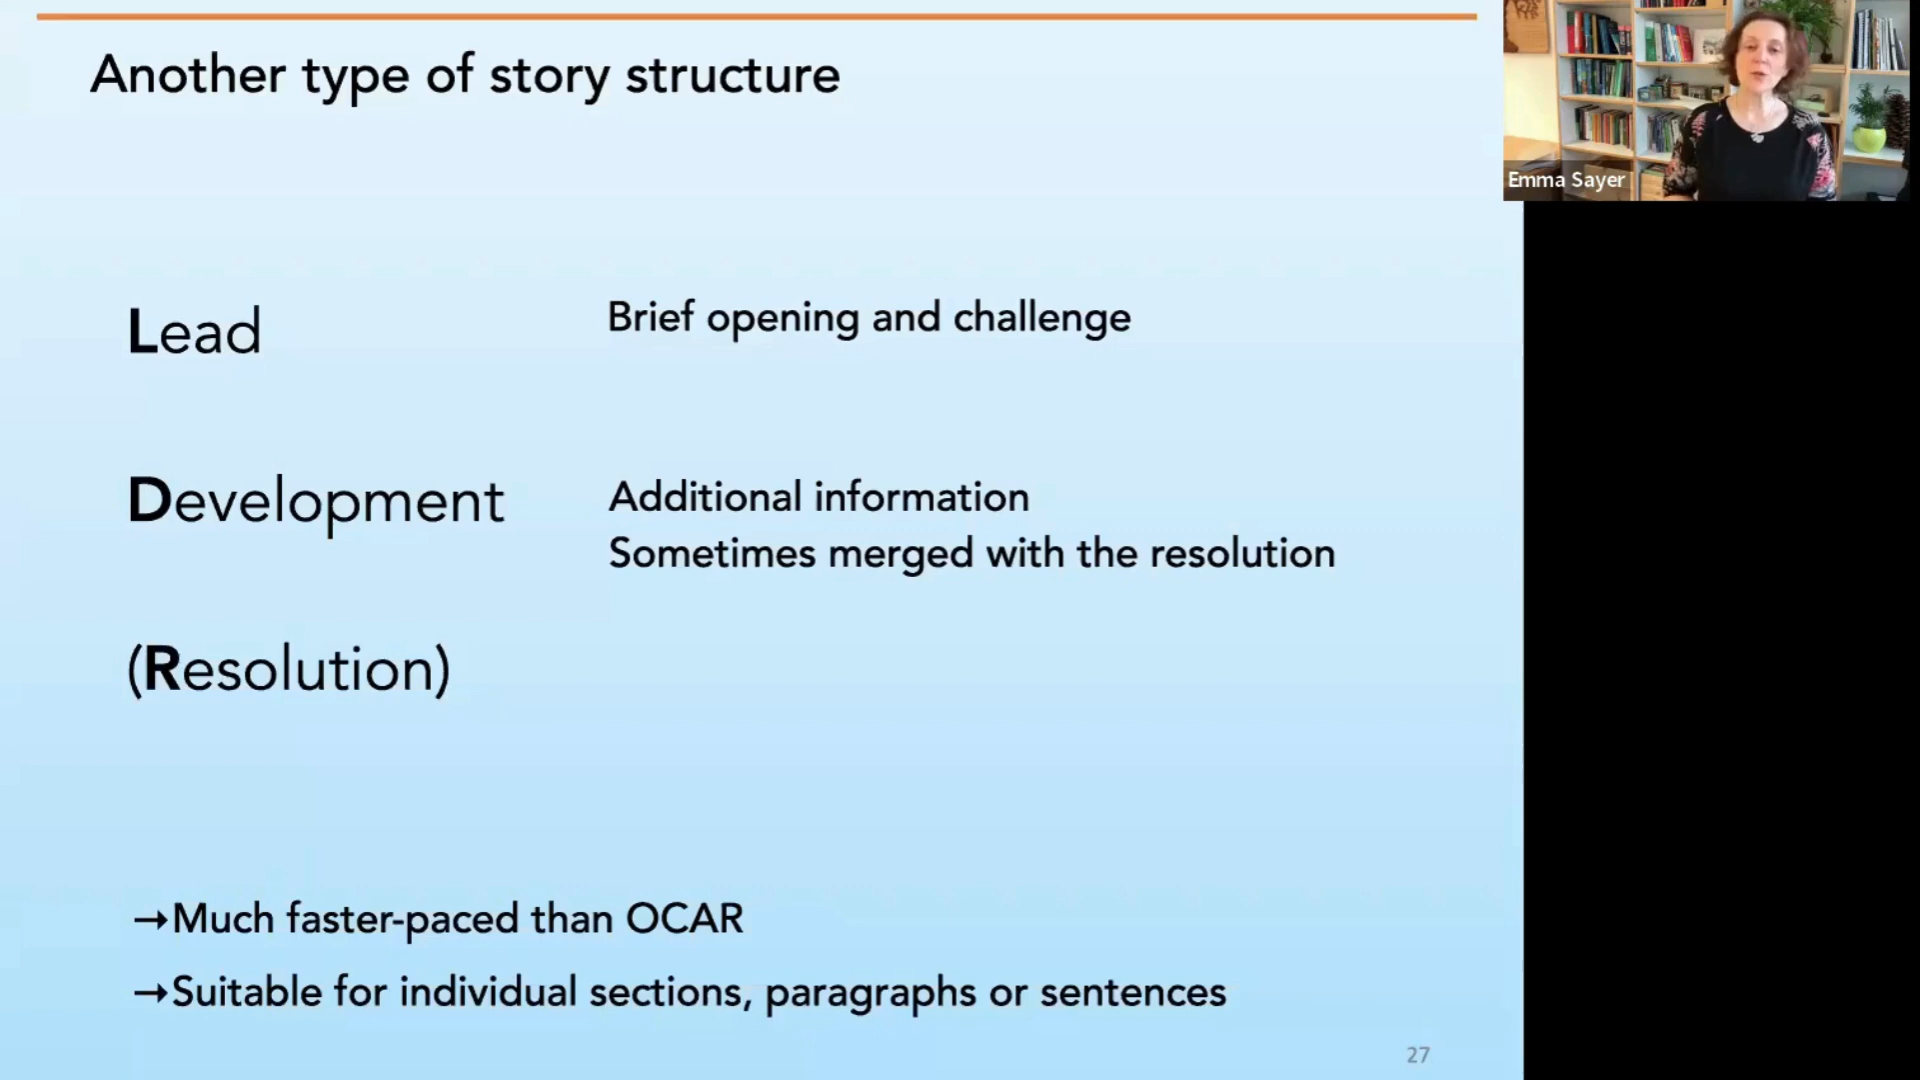 Another type of story structure
Emma Sayer
Lead
Brief opening and challenge
Development
Additional information
Sometimes merged with the resolution
(Resolution)
→Much faster-paced than OCAR
→Suitable for individual sections, paragraphs or sentences
27